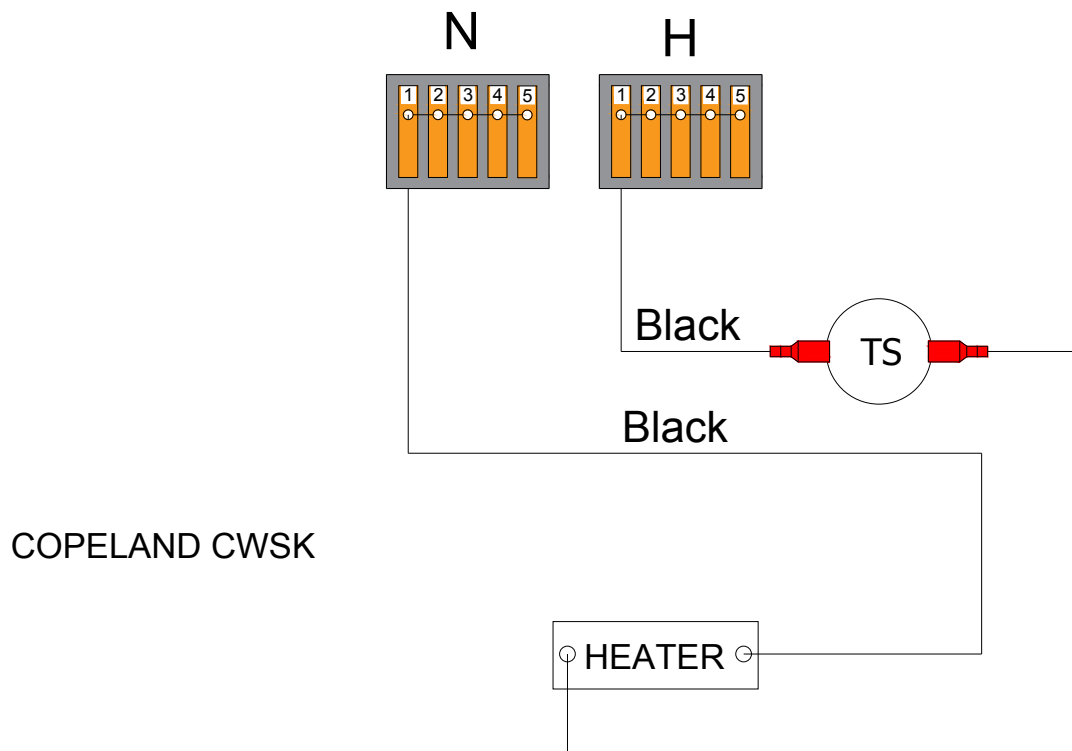 N H
1 2 3 4 5 1 2 3 4 5
Black
TS
Black
COPELAND CWSK
HEATER